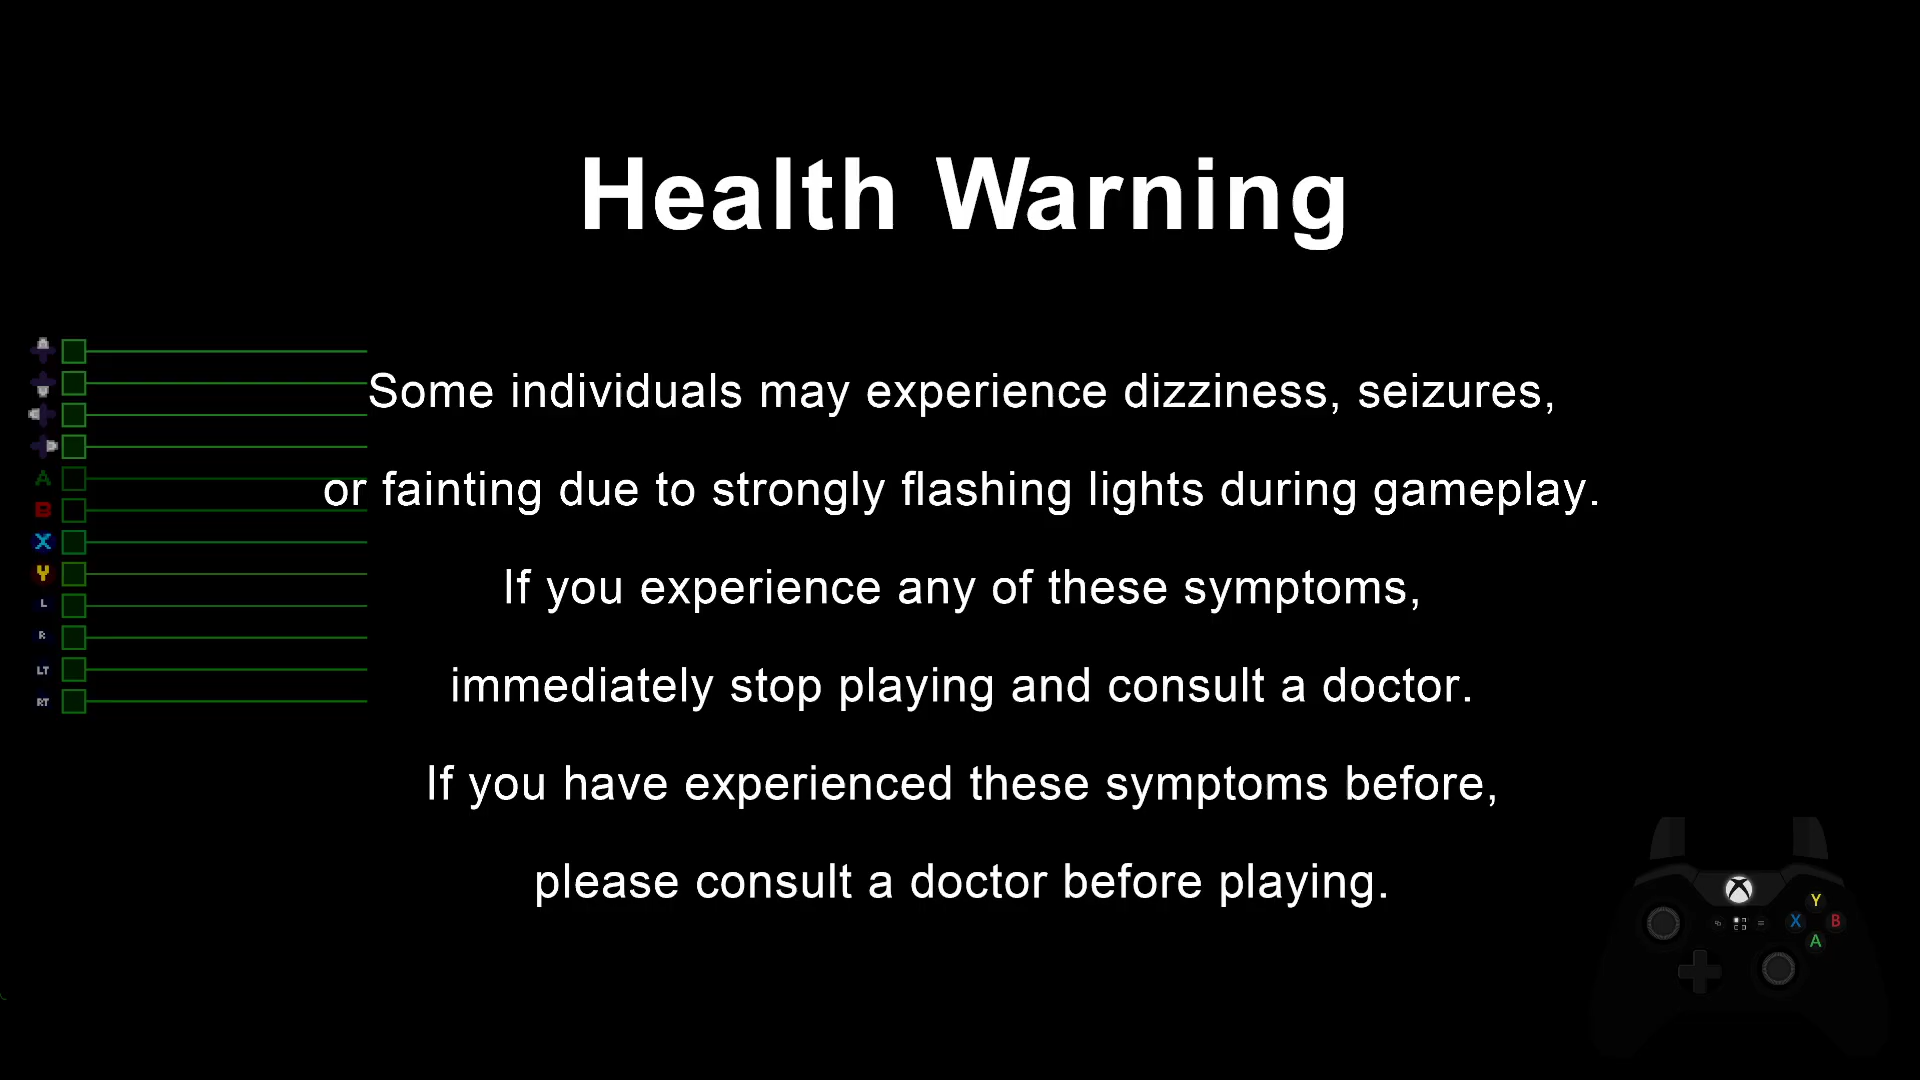 Health Warning
Some individuals may experience dizziness, seizures,
or fainting due to strongly flashing lights during gameplay.
If you experience any of these symptoms,
immediately stop playing and consult a doctor.
If you have experienced these symptoms before,
please consult a doctor before playing.
A
B
X
Y
L
R
LT
RT
Y
X B
A